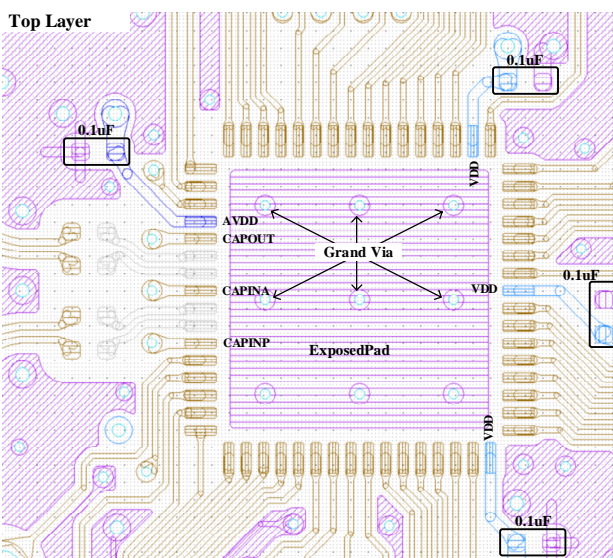 Top Layer
0.1uF
0.1uF
VDD
AVDD
CAPOUT
Grand Via
0.1uF
CAPINA
VDD
CAPINP
ExposedPad
VDD
0.1uF